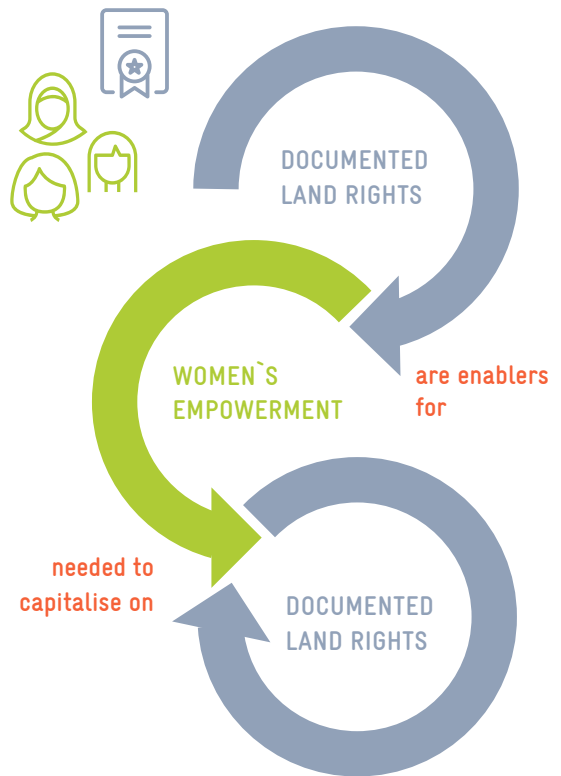 DOCUMENTED
LAND RIGHTS
are enablers
for
WOMEN`S
EMPOWERMENT
needed to
capitalise on
DOCUMENTED
LAND RIGHTS